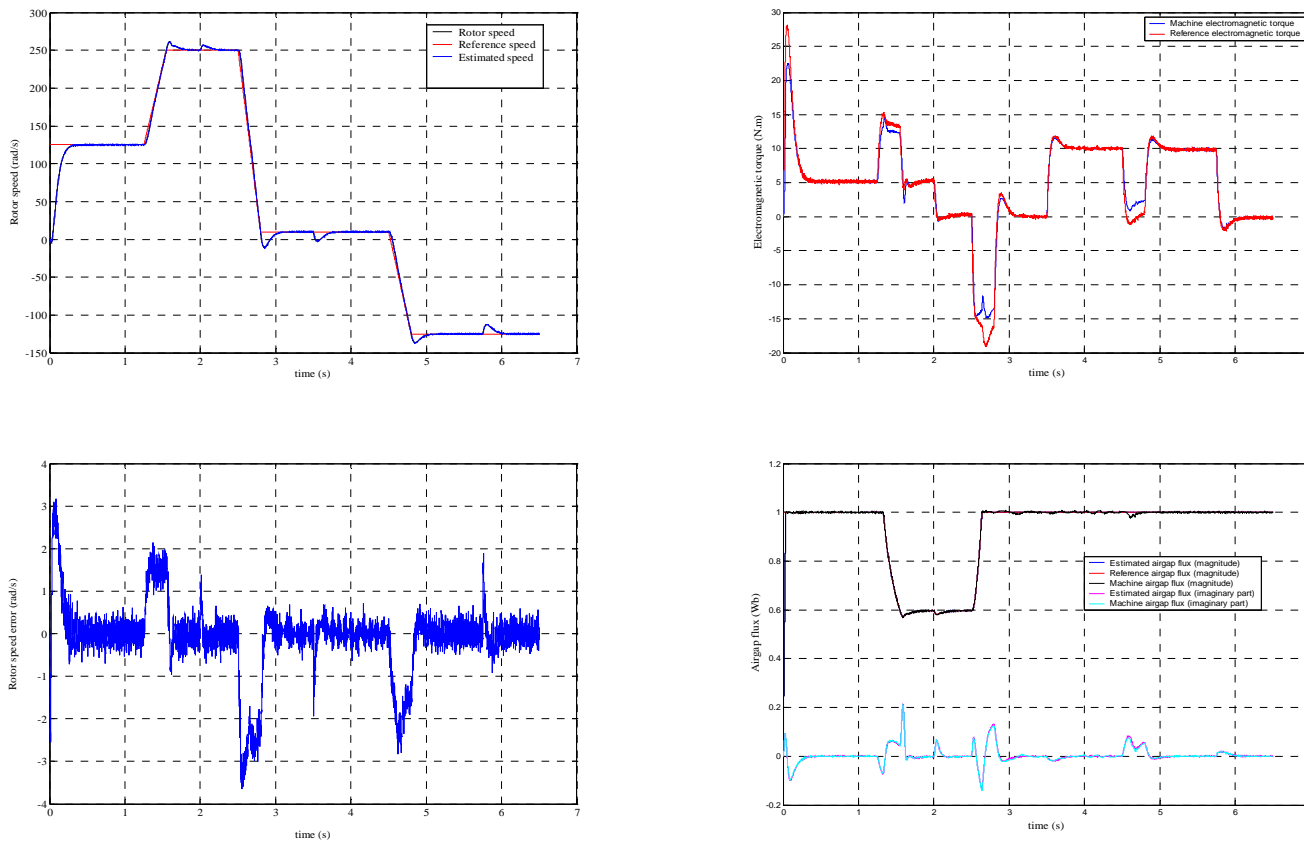 300
250
200
150
100
50
0
-50
-100
-150
0 1 2 3 4 5 6 7
Rotor speed (rad/s)
time (s)
Rotor speed
Reference speed
Estimated speed
30
25
20
15
10
5
0
-5
-10
-15
-20
0 1 2 3 4 5 6
Electromagnetic torque (N.m)
time (s)
Machine electromagnetic torque
Reference electromagnetic torque
4
3
2
1
0
-1
-2
-3
-4
0 1 2 3 4 5 6 7
Rotor speed error (rad/s)
time (s)
1.2
1
0.8
0.6
0.4
0.2
0
-0.2
0 1 2 3 4 5 6
Airgap flux (Wb)
time (s)
Estimated airgap flux (magnitude)
Reference airgap flux (magnitude)
Machine airgap flux (magnitude)
Estimated airgap flux (imaginary part)
Machine airgap flux (imaginary part)